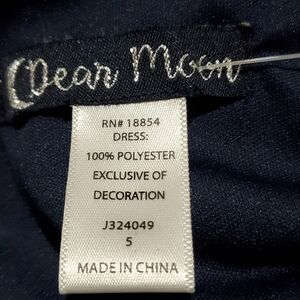 Dear Moon
RN# 18854
DRESS:
100% POLYESTER
EXCLUSIVE OF
DECORATION
J324049
5
MADE IN CHINA